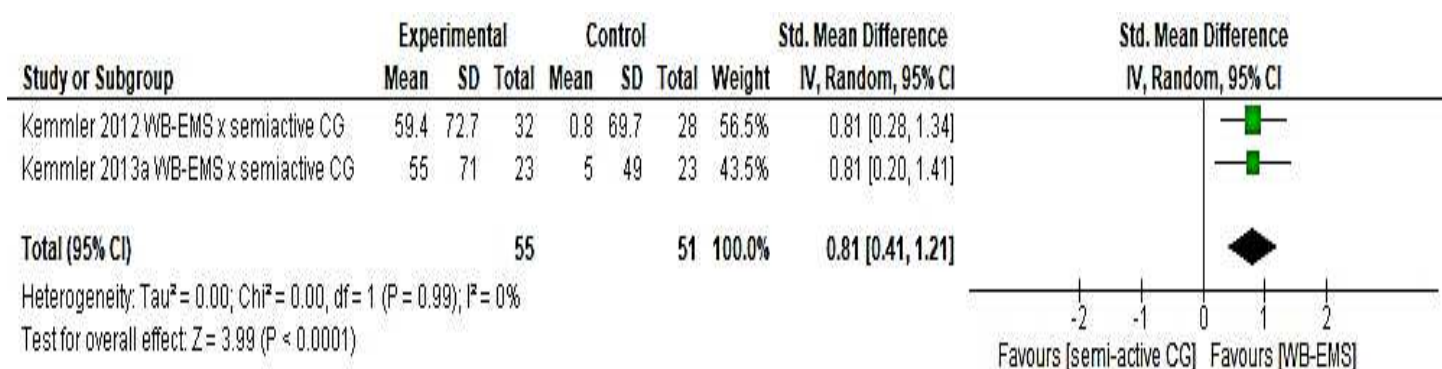 Experimental Control Std. Mean Difference Std. Mean Difference
Study or Subgroup Mean SD Total Mean SD Total Weight IV, Random, 95% CI IV, Random, 95% CI
Kemmler 2012 WB-EMS x semiactive CG 59.4 72.7 32 0.8 69.7 28 56.5% 0.81 [0.28, 1.34]
Kemmler 2013a WB-EMS x semiactive CG 55 71 23 5 49 23 43.5% 0.81 [0.20, 1.41]
Total (95% CI) 55 51 100.0% 0.81 [0.41, 1.21]
Heterogeneity: Tau² = 0.00; Chi² = 0.00, df = 1 (P = 0.99); I² = 0%
Test for overall effect: Z = 3.99 (P < 0.0001)
-2 -1 0 1 2
Favours [semi-active CG] Favours [WB-EMS]